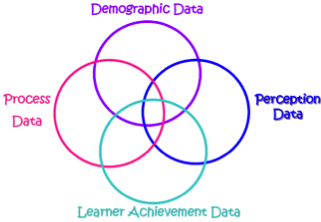 Demographic Data
Process
Data
Perception
Data
Learner Achievement Data